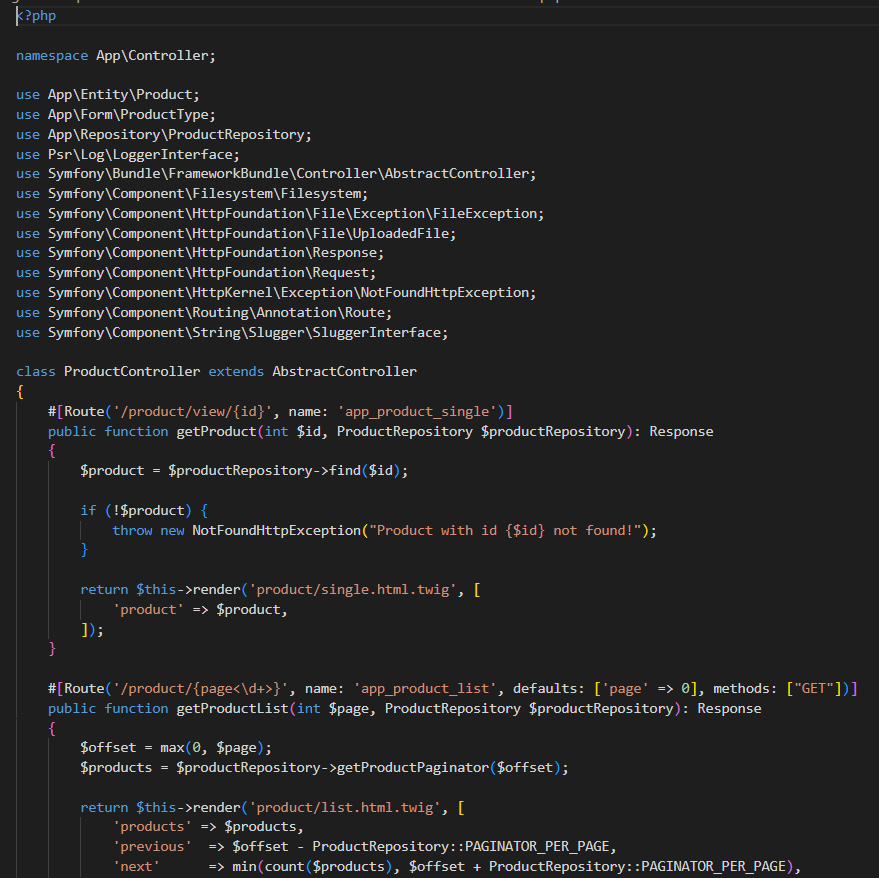 <?php
namespace App\Controller;
use App\Entity\Product;
use App\Form\ProductType;
use App\Repository\ProductRepository;
use Psr\Log\LoggerInterface;
use Symfony\Bundle\FrameworkBundle\Controller\AbstractController;
use Symfony\Component\Filesystem\Filesystem;
use Symfony\Component\HttpFoundation\File\Exception\FileException;
use Symfony\Component\HttpFoundation\File\UploadedFile;
use Symfony\Component\HttpFoundation\Response;
use Symfony\Component\HttpFoundation\Request;
use Symfony\Component\HttpKernel\Exception\NotFoundHttpException;
use Symfony\Component\Routing\Annotation\Route;
use Symfony\Component\String\Slugger\SluggerInterface;
class ProductController extends AbstractController
{
    #[Route('/product/view/{id}', name: 'app_product_single')]
    public function getProduct(int $id, ProductRepository $productRepository): Response
    {
        $product = $productRepository->find($id);
        if (!$product) {
            throw new NotFoundHttpException("Product with id {$id} not found!");
        }
        return $this->render('product/single.html.twig', [
            'product' => $product,
        ]);
    }
    #[Route('/product/{page<\d+>}', name: 'app_product_list', defaults: ['page' => 0], methods: ["GET"])]
    public function getProductList(int $page, ProductRepository $productRepository): Response
    {
        $offset = max(0, $page);
        $products = $productRepository->getProductPaginator($offset);
        return $this->render('product/list.html.twig', [
            'products' => $products,
            'previous'  => $offset - ProductRepository::PAGINATOR_PER_PAGE,
            'next'      => min(count($products), $offset + ProductRepository::PAGINATOR_PER_PAGE),